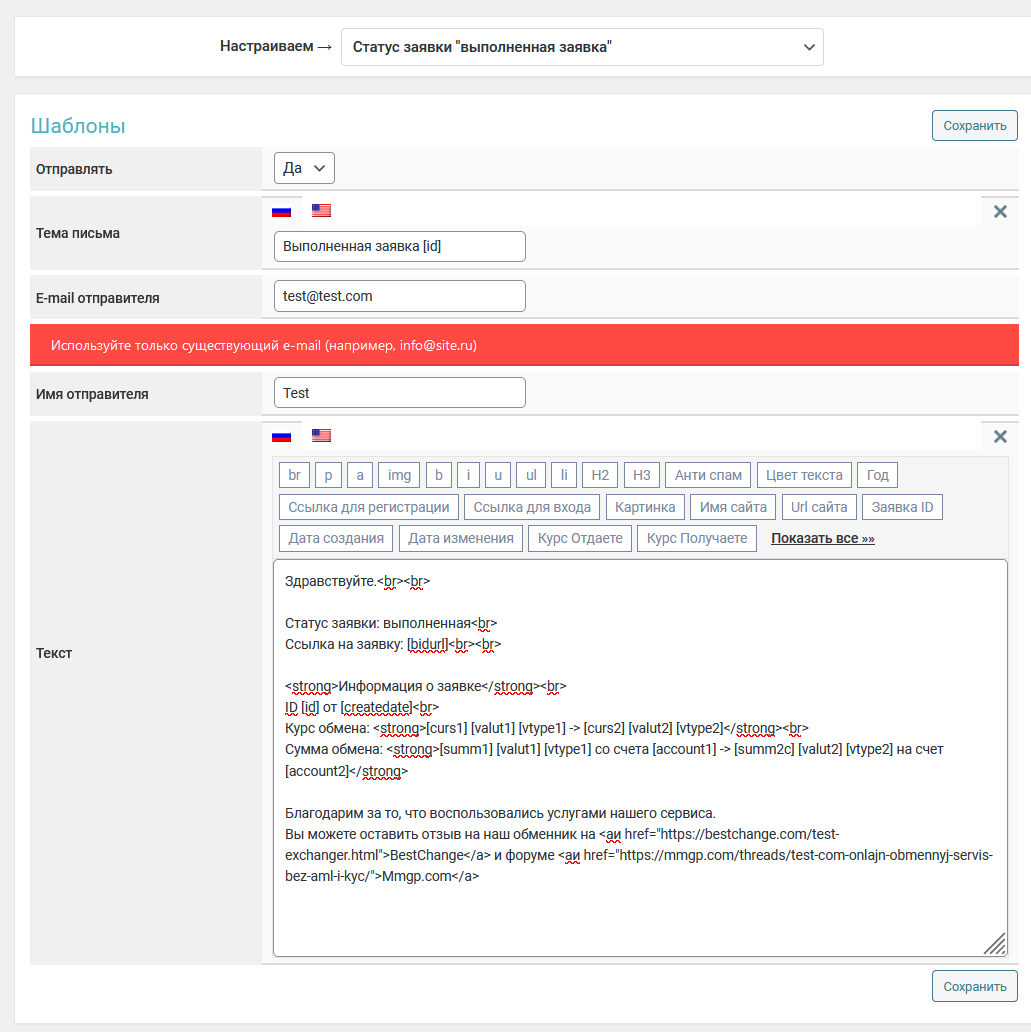 Настраиваем → Статус заявки "выполненная заявка"
Шаблоны
Сохранить
Отправлять
Да
Тема письма
Выполненная заявка [id]
E-mail отправителя
test@test.com
Используйте только существующий e-mail (например, info@site.ru)
Имя отправителя
Test
Текст
br p a img b i u ul li H2 H3 Анти спам Цвет текста Год
Ссылка для регистрации Ссылка для входа Картинка Имя сайта Url сайта Заявка ID
Дата создания Дата изменения Курс Отдаете Курс Получаете Показать все »»
Здравствуйте.<br><br>
Статус заявки: выполненная<br>
Ссылка на заявку: [bidurl]<br><br>
<strong>Информация о заявке</strong><br>
ID [id] от [createdate]<br>
Курс обмена: <strong>[curs1] [valut1] [vtype1] -> [curs2] [valut2] [vtype2]</strong><br>
Сумма обмена: <strong>[summ1] [valut1] [vtype1] со счета [account1] -> [summ2c] [valut2] [vtype2] на счет
[account2]</strong>
Благодарим за то, что воспользовались услугами нашего сервиса.
Вы можете оставить отзыв на наш обменник на <аи href="https://bestchange.com/test-
exchanger.html">BestChange</a> и форуме <аи href="https://mmgp.com/threads/test-com-onlajn-obmennyj-servis-
bez-aml-i-kyc/">Mmgp.com</a>
Сохранить